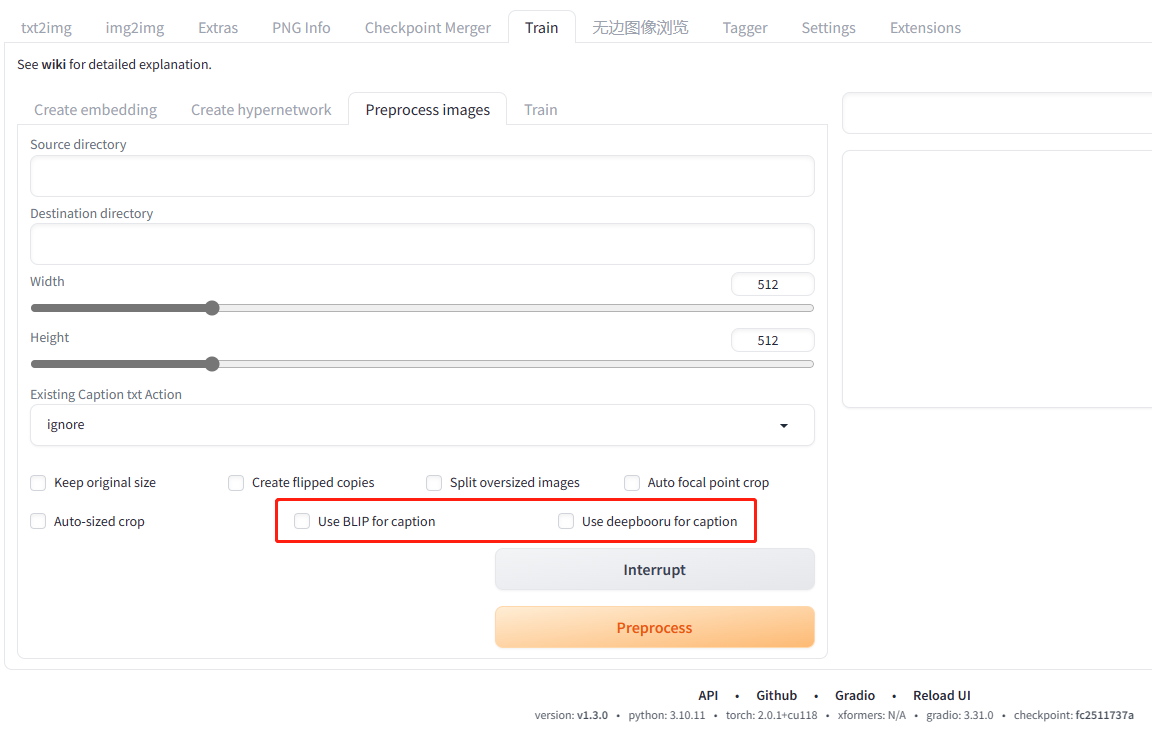 txt2img img2img Extras PNG Info Checkpoint Merger Train 无边图像浏览 Tagger Settings Extensions
See wiki for detailed explanation.
Create embedding Create hypernetwork Preprocess images Train
Source directory
Destination directory
Width 512
Height 512
Existing Caption txt Action
ignore
Keep original size Create flipped copies Split oversized images Auto focal point crop
Auto-sized crop Use BLIP for caption Use deepbooru for caption
Interrupt
Preprocess
API • Github • Gradio • Reload UI
version: v1.3.0 • python: 3.10.11 • torch: 2.0.1+cu118 • xformers: N/A • gradio: 3.31.0 • checkpoint: fc2511737a